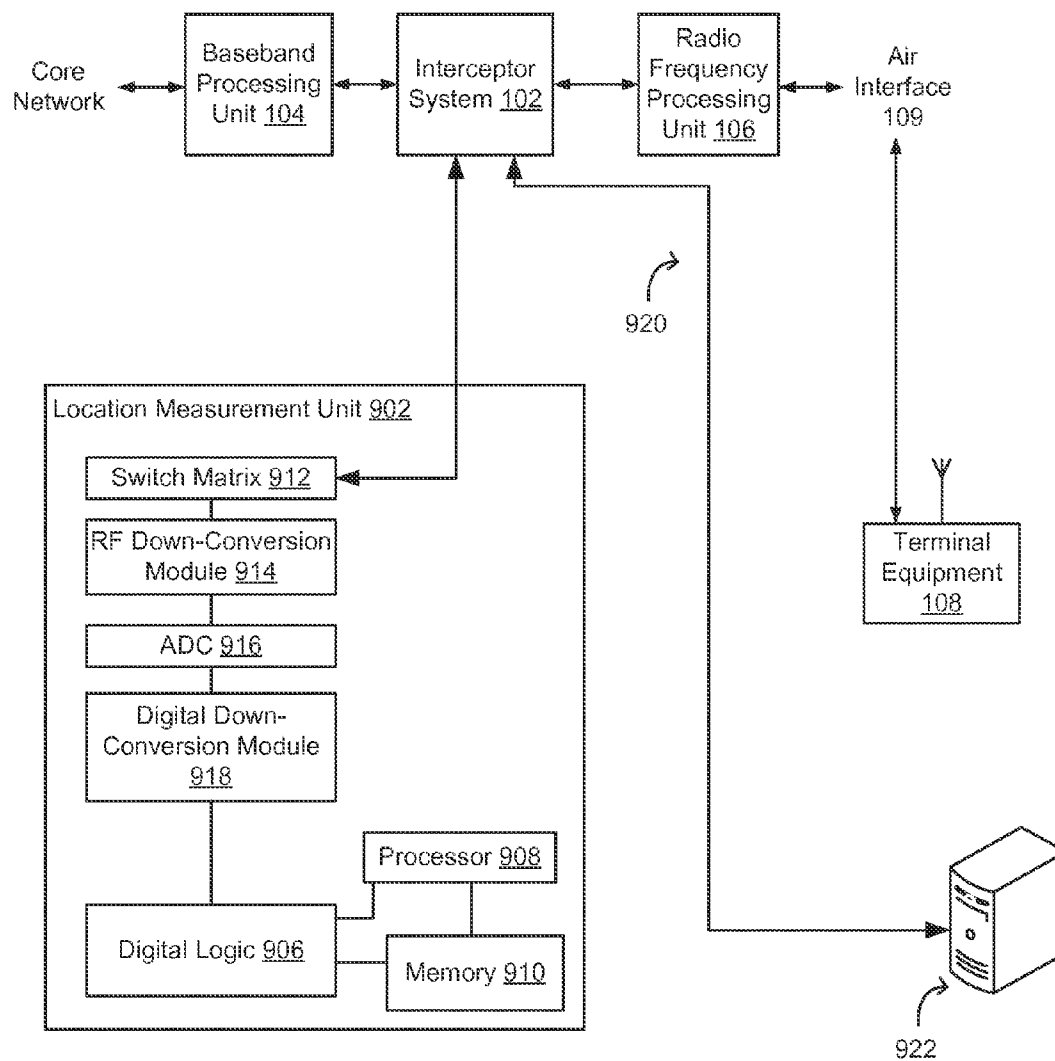 Core
Network
Baseband
Processing
Unit 104
Interceptor
System 102
Radio
Frequency
Processing
Unit 106
Air
Interface
109
920
Location Measurement Unit 902
Switch Matrix 912
RF Down-Conversion
Module 914
ADC 916
Digital Down-
Conversion Module
918
Processor 908
Digital Logic 906
Memory 910
Terminal
Equipment
108
922